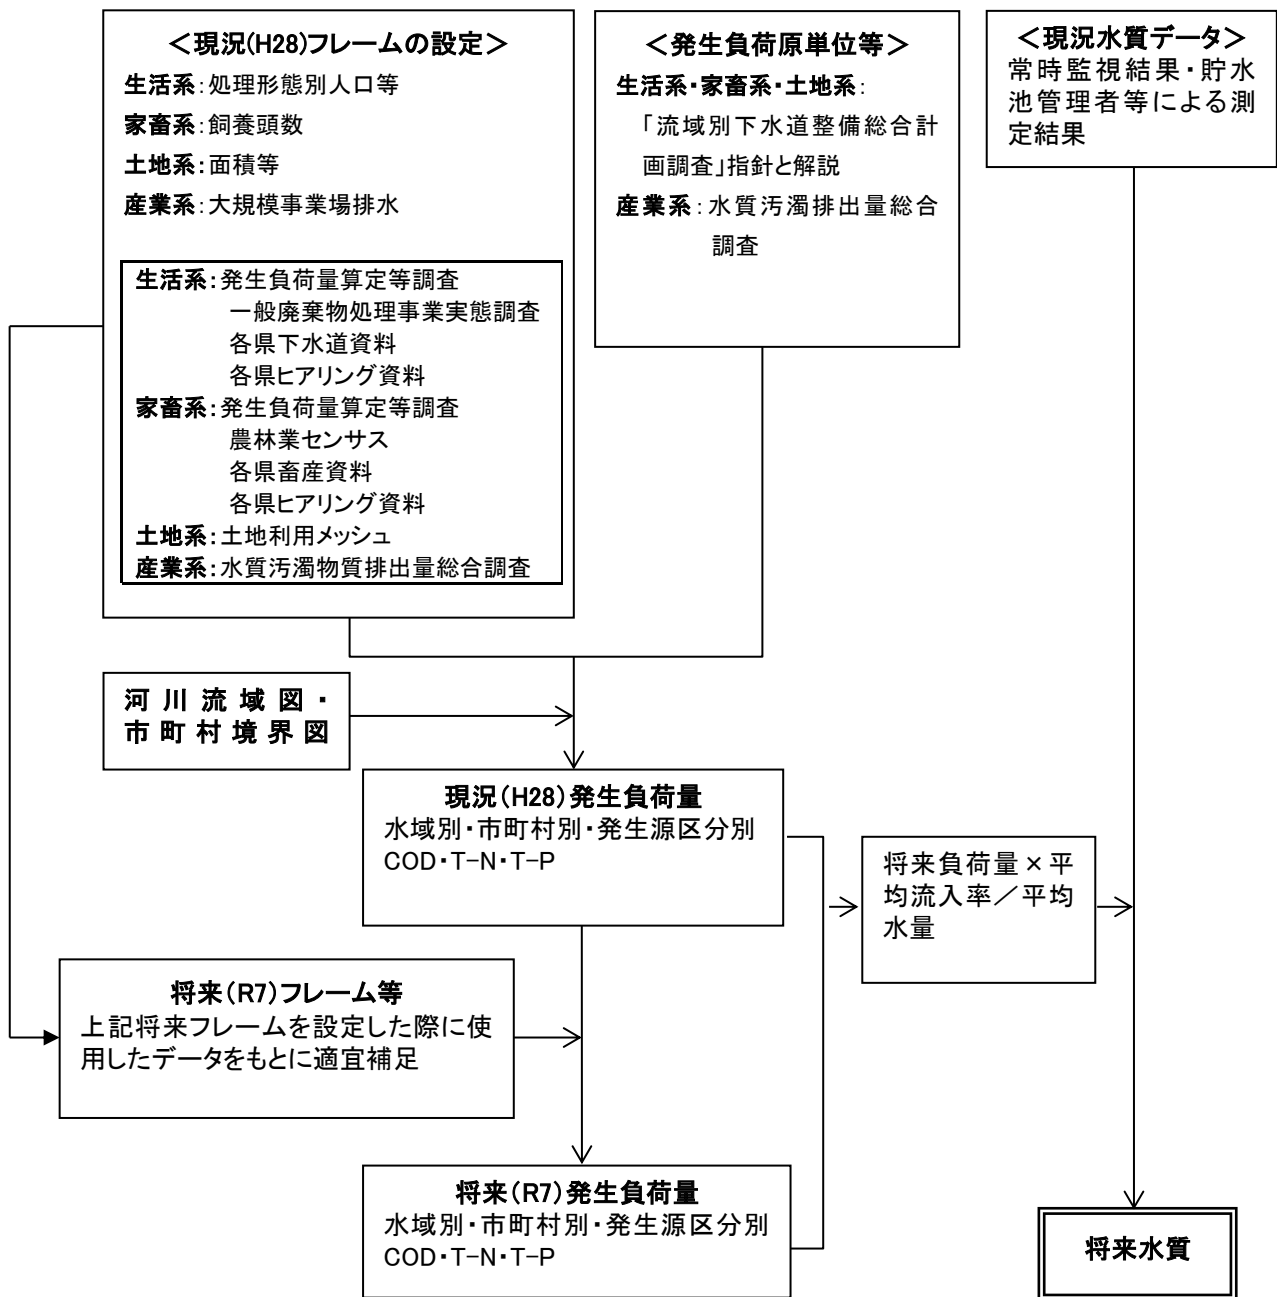 ＜現況(H28)フレームの設定＞
生活系：処理形態別人口等
家畜系：飼養頭数
土地系：面積等
産業系：大規模事業場排水
生活系：発生負荷量算定等調査
一般廃棄物処理事業実態調査
各県下水道資料
各県ヒアリング資料
家畜系：発生負荷量算定等調査
農林業センサス
各県畜産資料
各県ヒアリング資料
土地系：土地利用メッシュ
産業系：水質汚濁物質排出量総合調査
＜発生負荷原単位等＞
生活系・家畜系・土地系：
「流域別下水道整備総合計
画調査」指針と解説
産業系：水質汚濁排出量総合
調査
＜現況水質データ＞
常時監視結果・貯水
池管理者等による測
定結果
河川流域図・
市町村境界図
現況（H28）発生負荷量
水域別・市町村別・発生源区分別
COD・T-N・T-P
将来負荷量×平
均流入率／平均
水量
将来（R7）フレーム等
上記将来フレームを設定した際に使
用したデータをもとに適宜補足
将来（R7）発生負荷量
水域別・市町村別・発生源区分別
COD・T-N・T-P
将来水質